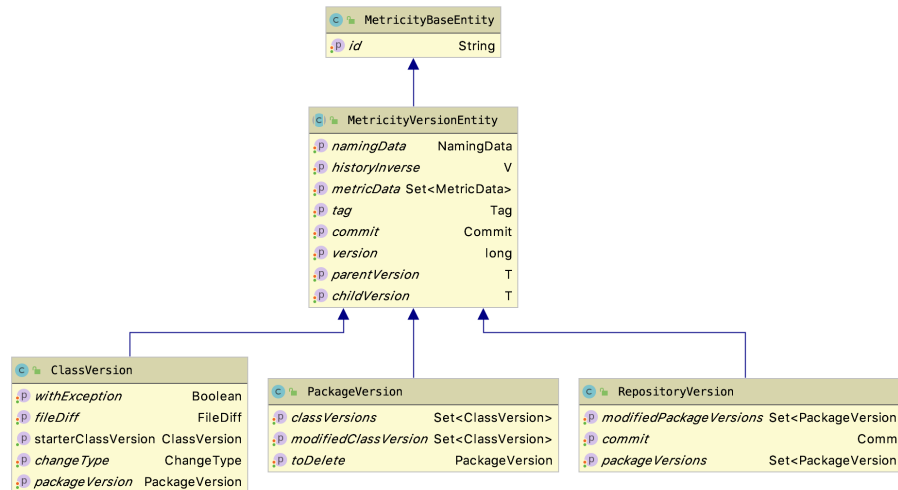 MetricityBaseEntity
id String
MetricityVersionEntity
namingData NamingData
historyInverse V
metricData Set<MetricData>
tag Tag
commit Commit
version long
parentVersion T
childVersion T
ClassVersion
withException Boolean
fileDiff FileDiff
starterClassVersion ClassVersion
changeType ChangeType
packageVersion PackageVersion
PackageVersion
classVersions Set<ClassVersion>
modifiedClassVersion Set<ClassVersion>
toDelete PackageVersion
RepositoryVersion
modifiedPackageVersions Set<PackageVersion
commit Comm
packageVersions Set<PackageVersion